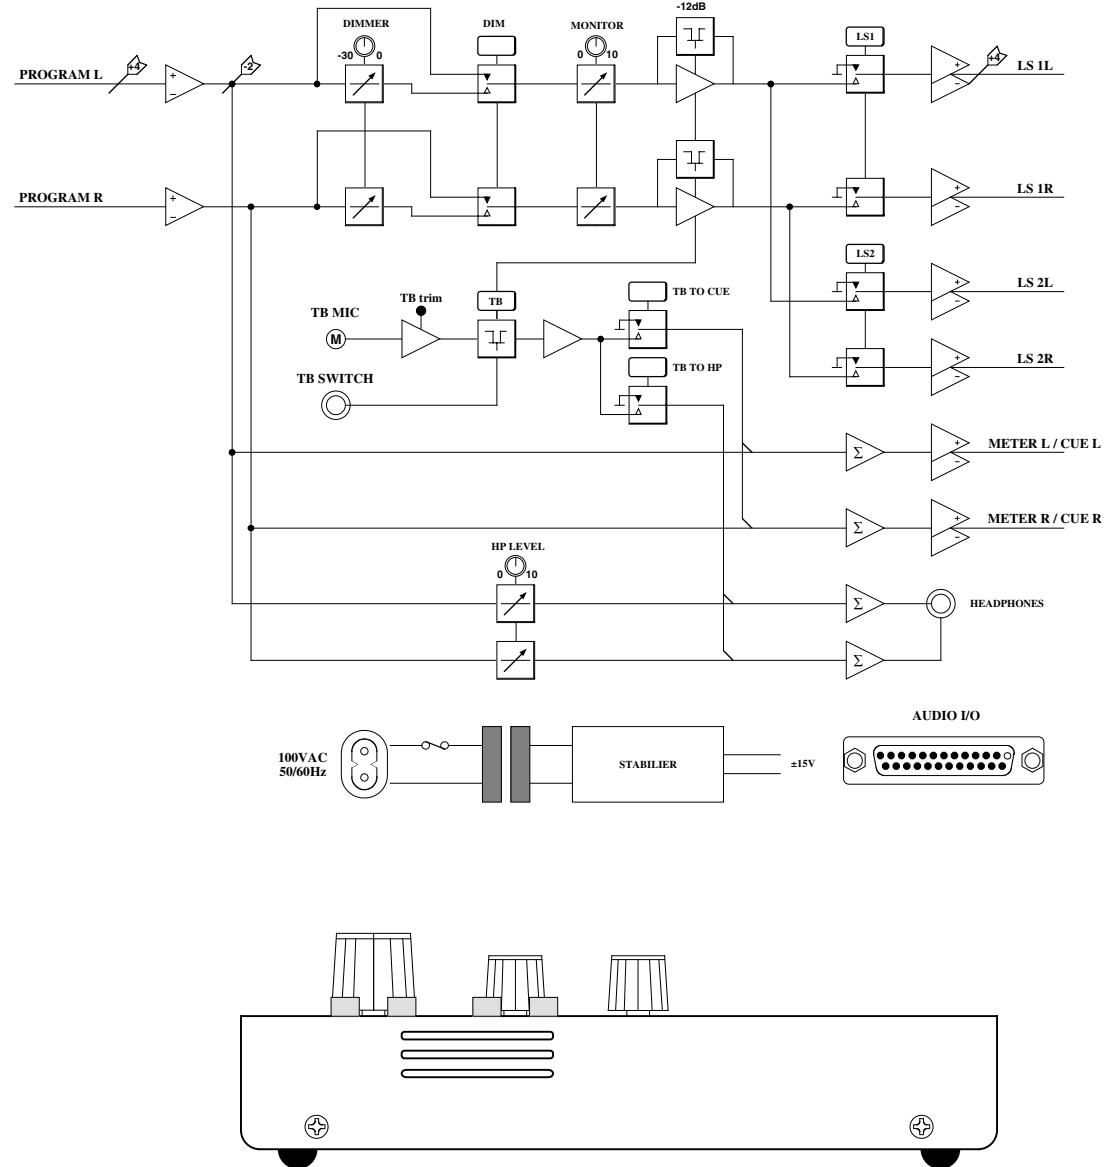 -12dB
DIMMER
DIM
MONITOR
LS1
-30 0
0 10
PROGRAM L
+4
-2
+4
LS 1L
+
−
+
−
PROGRAM R
+
−
+
−
LS 1R
LS2
TB trim
TB
TB TO CUE
+
−
LS 2L
TB MIC
M
TB TO HP
+
−
LS 2R
TB SWITCH
Σ
+
−
METER L / CUE L
Σ
+
−
METER R / CUE R
HP LEVEL
0 10
Σ
HEADPHONES
Σ
AUDIO I/O
100VAC
50/60Hz
STABILIER
±15V